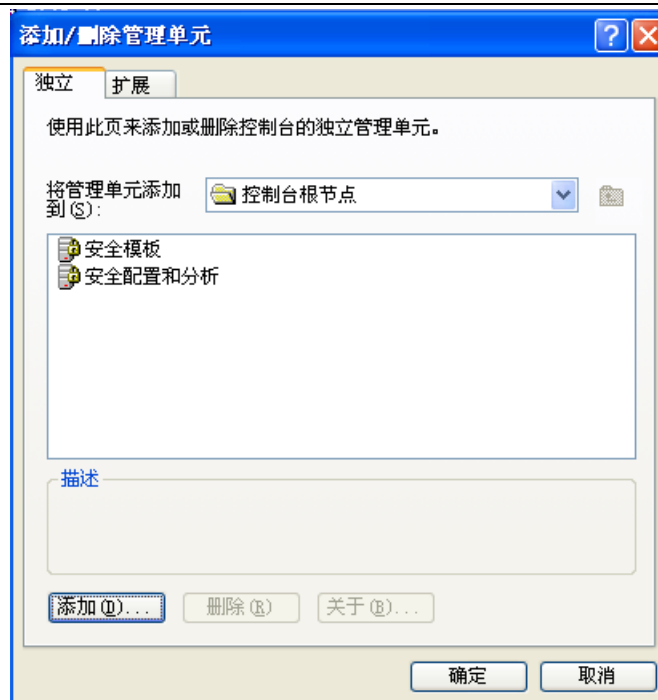 添加/删除管理单元
独立 扩展
使用此页来添加或删除控制台的独立管理单元。
将管理单元添加
到(S):
控制台根节点
安全模板
安全配置和分析
描述
添加(D)...
删除(R)
关于(B)...
确定
取消